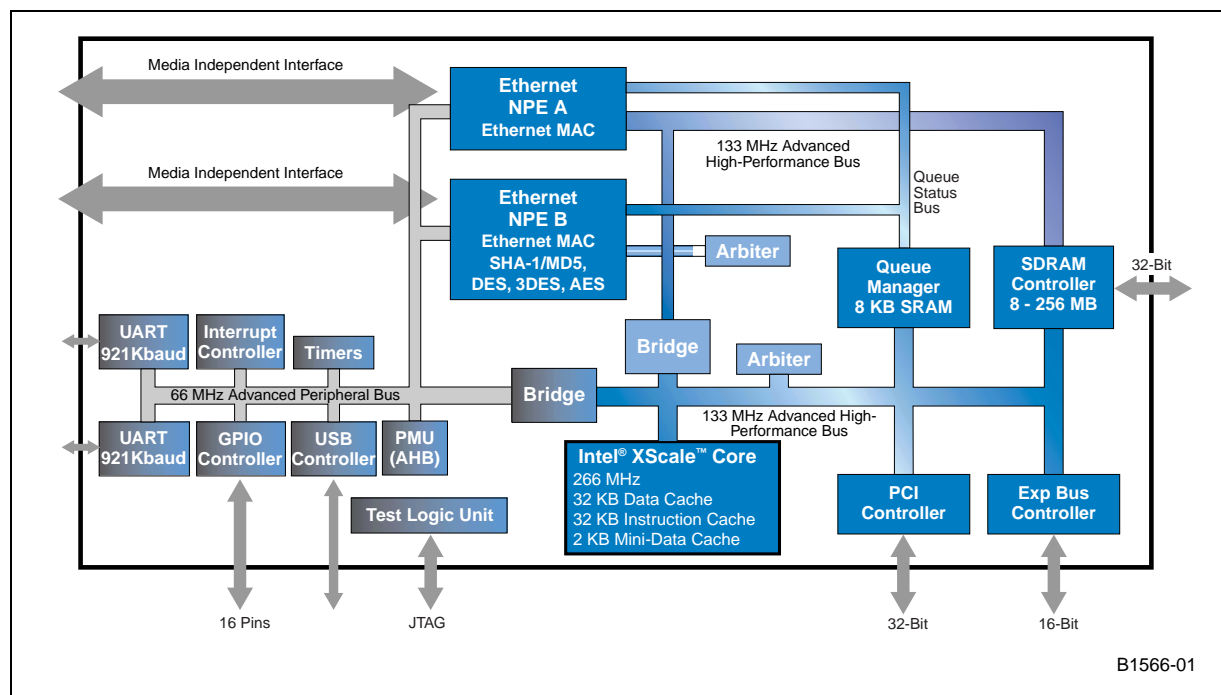 Media Independent Interface
Ethernet
NPE A
Ethernet MAC
133 MHz Advanced
High-Performance Bus
Media Independent Interface
Ethernet
NPE B
Ethernet MAC
SHA-1/MD5,
DES, 3DES, AES
Queue
Status
Bus
Arbiter
Queue
Manager
8 KB SRAM
SDRAM
Controller
8 - 256 MB
32-Bit
UART
921Kbaud
Interrupt
Controller
Timers
Bridge
Arbiter
66 MHz Advanced Peripheral Bus
Bridge
133 MHz Advanced High-
Performance Bus
UART
921Kbaud
GPIO
Controller
USB
Controller
PMU
(AHB)
Intel® XScale™ Core
266 MHz
32 KB Data Cache
32 KB Instruction Cache
2 KB Mini-Data Cache
PCI
Controller
Exp Bus
Controller
Test Logic Unit
16 Pins
JTAG
32-Bit
16-Bit
B1566-01